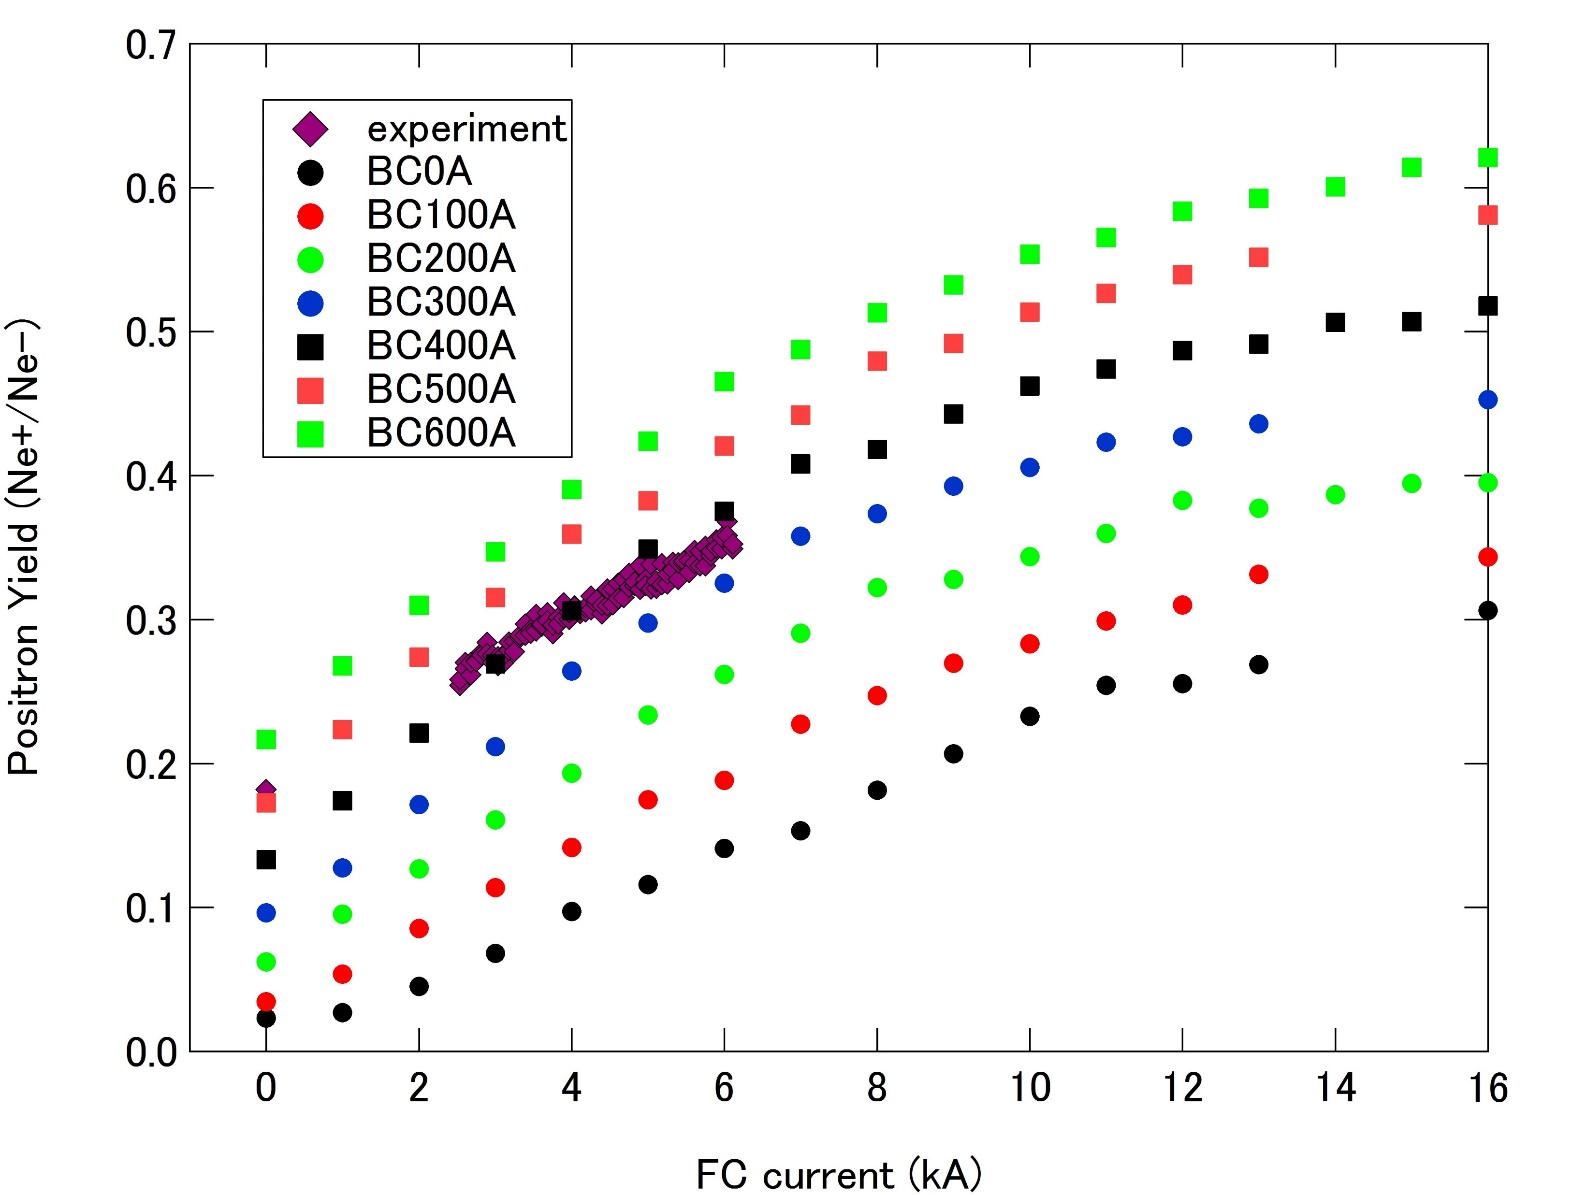 0.7
0.6
0.5
0.4
0.3
0.2
0.1
0.0
Positron Yield (Ne+/Ne-)
experiment
BC0A
BC100A
BC200A
BC300A
BC400A
BC500A
BC600A
0 2 4 6 8 10 12 14 16
FC current (kA)